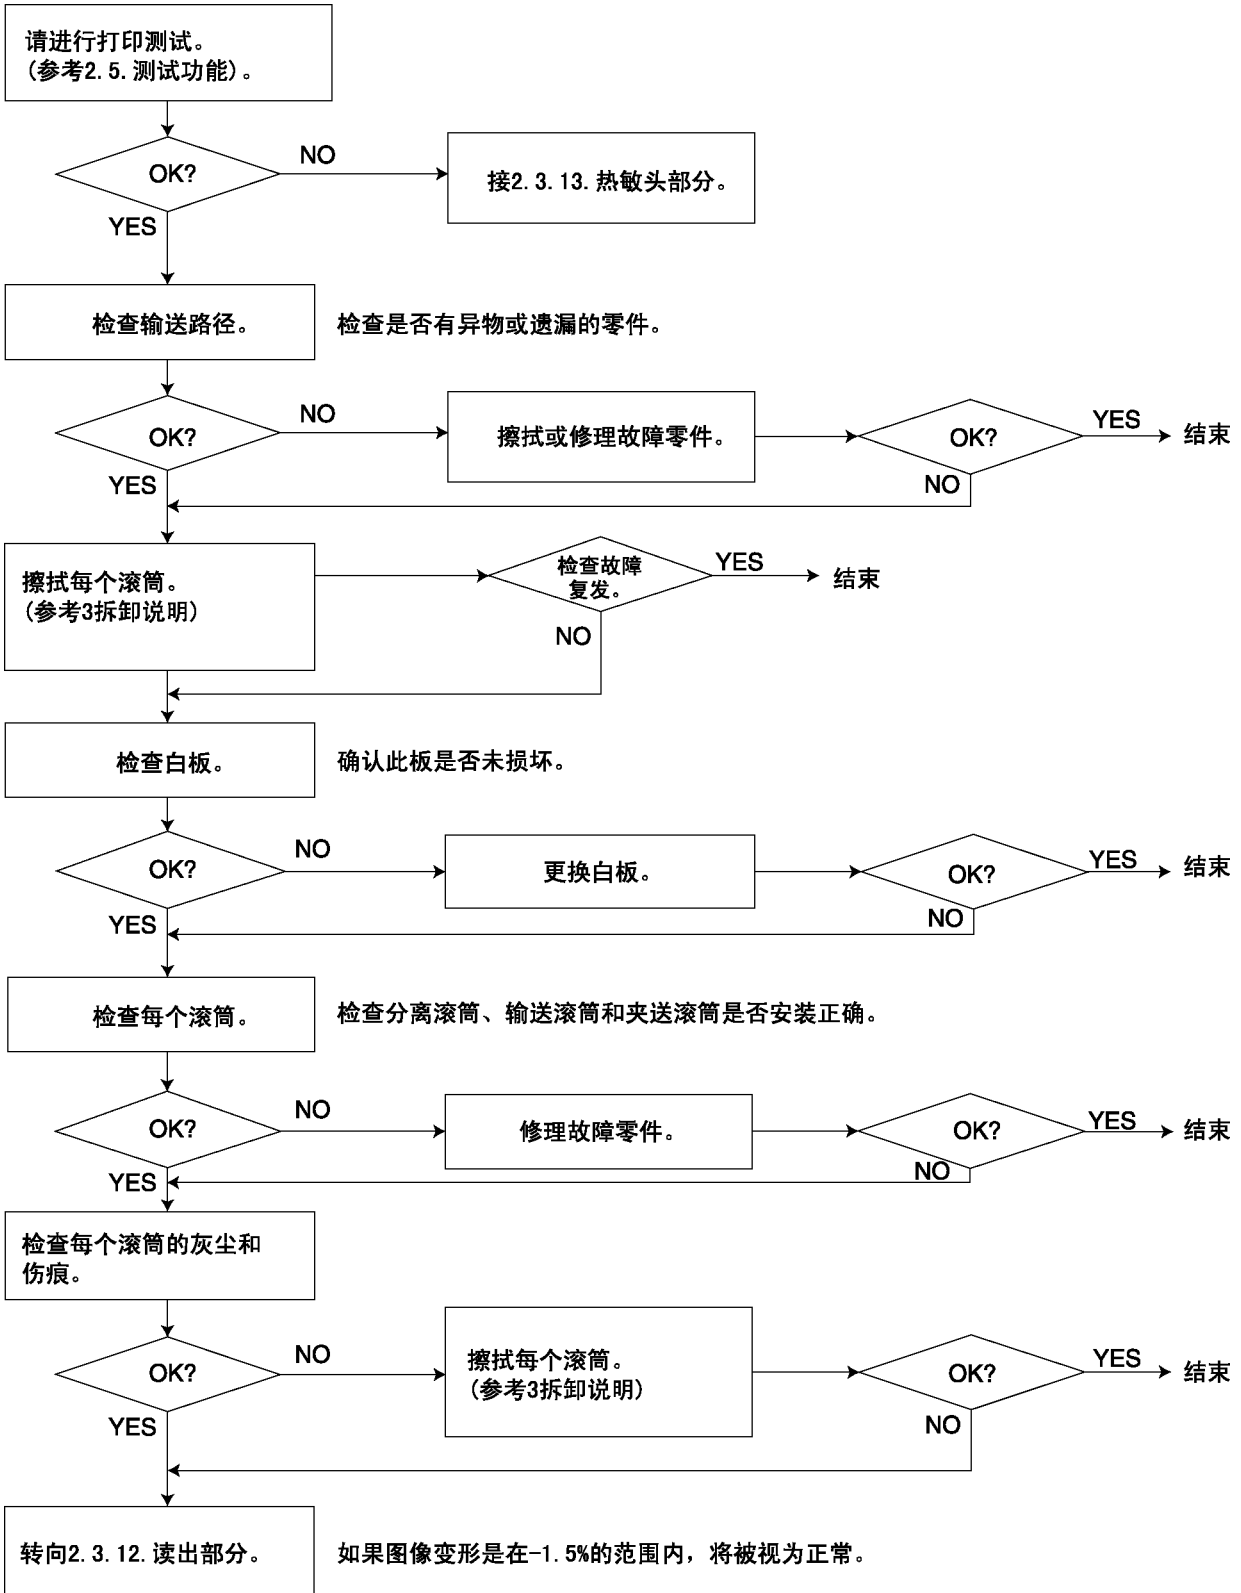 请进行打印测试。
(参考2.5.测试功能)。
OK?
NO
接2.3.13.热敏头部分。
YES
检查输送路径。
检查是否有异物或遗漏的零件。
OK?
NO
擦拭或修理故障零件。
OK?
YES
结束
YES
NO
擦拭每个滚筒。
(参考3拆卸说明)
检查故障
复发。
YES
结束
NO
检查白板。
确认此板是否未损坏。
OK?
NO
更换白板。
OK?
YES
结束
YES
NO
检查每个滚筒。
检查分离滚筒、输送滚筒和夹送滚筒是否安装正确。
OK?
NO
修理故障零件。
OK?
YES
结束
YES
NO
检查每个滚筒的灰尘和
伤痕。
OK?
NO
擦拭每个滚筒。
(参考3拆卸说明)
OK?
YES
结束
YES
NO
转向2.3.12.读出部分。
如果图像变形是在-1.5%的范围内，将被视为正常。